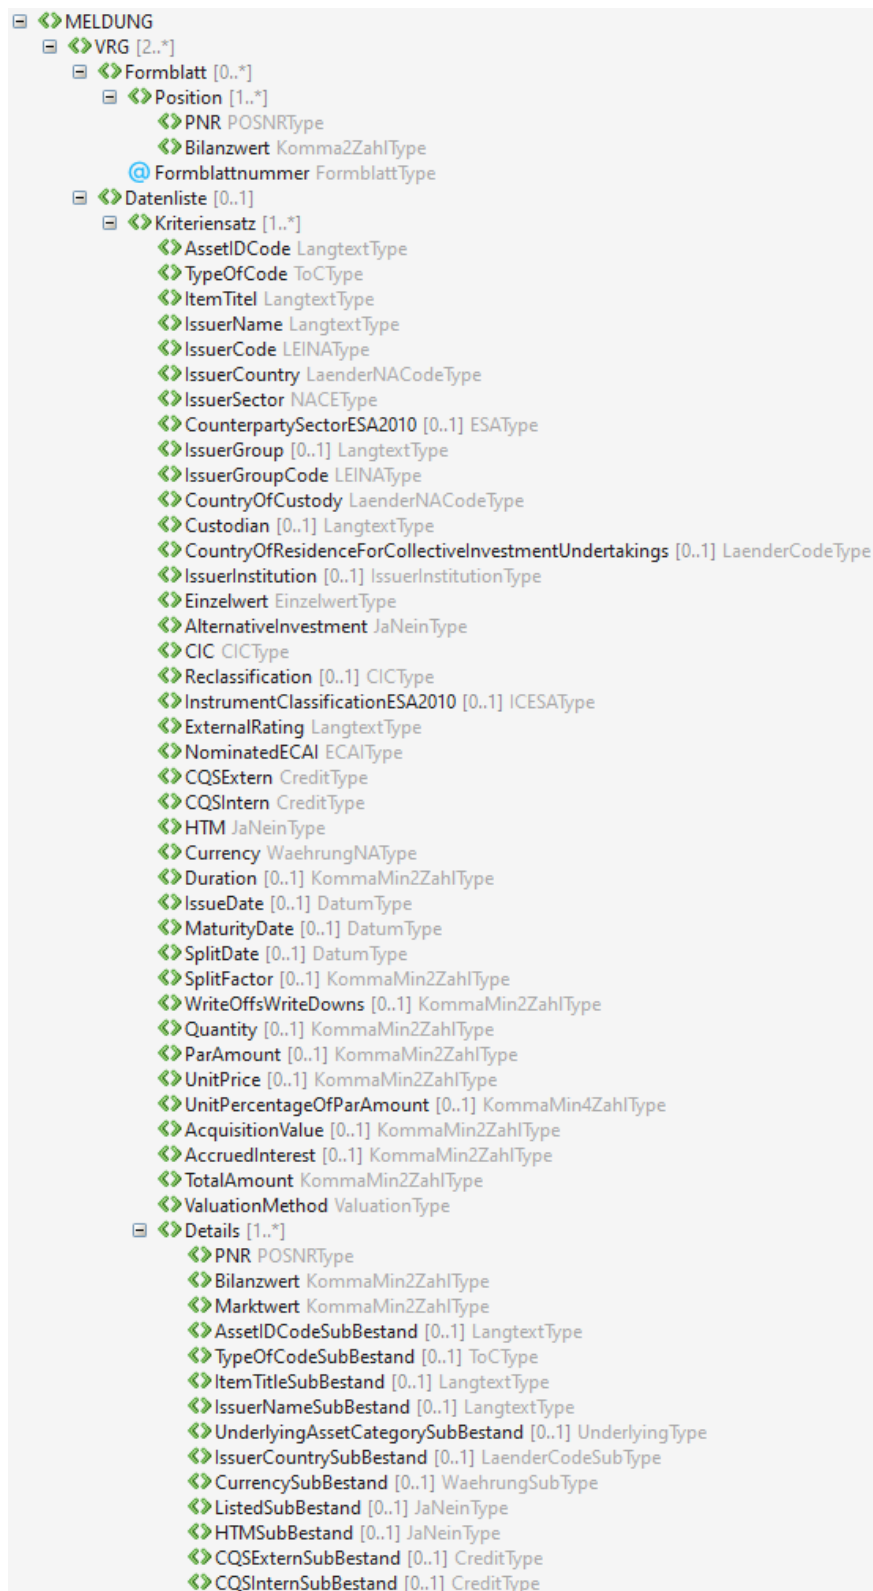 MELDUNG
VRG [2..*]
Formblatt [0..*]
Position [1..*]
PNR POSNRType
Bilanzwert Komma2ZahlType
@ Formblattnummer FormblattType
Datenliste [0..1]
Kriteriensatz [1..*]
AssetIDCode LangtextType
TypeOfCode ToCType
ItemTitel LangtextType
IssuerName LangtextType
IssuerCode LEINAType
IssuerCountry LaenderNACodeType
IssuerSector NACEType
CounterpartySectorESA2010 [0..1] ESAType
IssuerGroup [0..1] LangtextType
IssuerGroupCode LEINAType
CountryOfCustody LaenderNACodeType
Custodian [0..1] LangtextType
CountryOfResidenceForCollectiveInvestmentUndertakings [0..1] LaenderCodeType
IssuerInstitution [0..1] IssuerInstitutionType
Einzelwert EinzelwertType
AlternativeInvestment JaNeinType
CIC CICType
Reclassification [0..1] CICType
InstrumentClassificationESA2010 [0..1] ICESAType
ExternalRating LangtextType
NominatedECAI ECAIType
CQSExtern CreditType
CQSIntern CreditType
HTM JaNeinType
Currency WaehrungNAType
Duration [0..1] KommaMin2ZahlType
IssueDate [0..1] DatumType
MaturityDate [0..1] DatumType
SplitDate [0..1] DatumType
SplitFactor [0..1] KommaMin2ZahlType
WriteOffsWriteDowns [0..1] KommaMin2ZahlType
Quantity [0..1] KommaMin2ZahlType
ParAmount [0..1] KommaMin2ZahlType
UnitPrice [0..1] KommaMin2ZahlType
UnitPercentageOfParAmount [0..1] KommaMin4ZahlType
AcquisitionValue [0..1] KommaMin2ZahlType
AccruedInterest [0..1] KommaMin2ZahlType
TotalAmount KommaMin2ZahlType
ValuationMethod ValuationType
Details [1..*]
PNR POSNRType
Bilanzwert KommaMin2ZahlType
Marktwert KommaMin2ZahlType
AssetIDCodeSubBestand [0..1] LangtextType
TypeOfCodeSubBestand [0..1] ToCType
ItemTitleSubBestand [0..1] LangtextType
IssuerNameSubBestand [0..1] LangtextType
UnderlyingAssetCategorySubBestand [0..1] UnderlyingType
IssuerCountrySubBestand [0..1] LaenderCodeSubType
CurrencySubBestand [0..1] WaehrungSubType
ListedSubBestand [0..1] JaNeinType
HTMSubBestand [0..1] JaNeinType
CQSExternSubBestand [0..1] CreditType
CQSInternSubBestand [0..1] CreditType